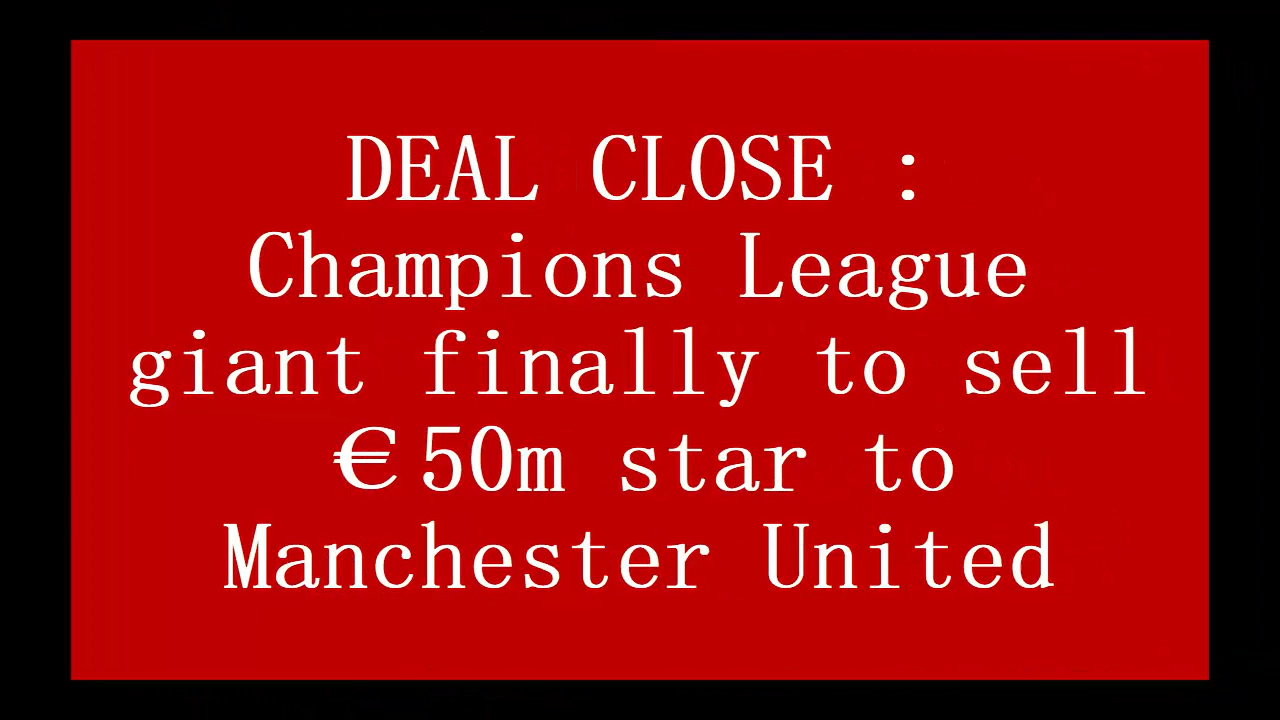 DEAL CLOSE :
Champions League
giant finally to sell
€50m star to
Manchester United